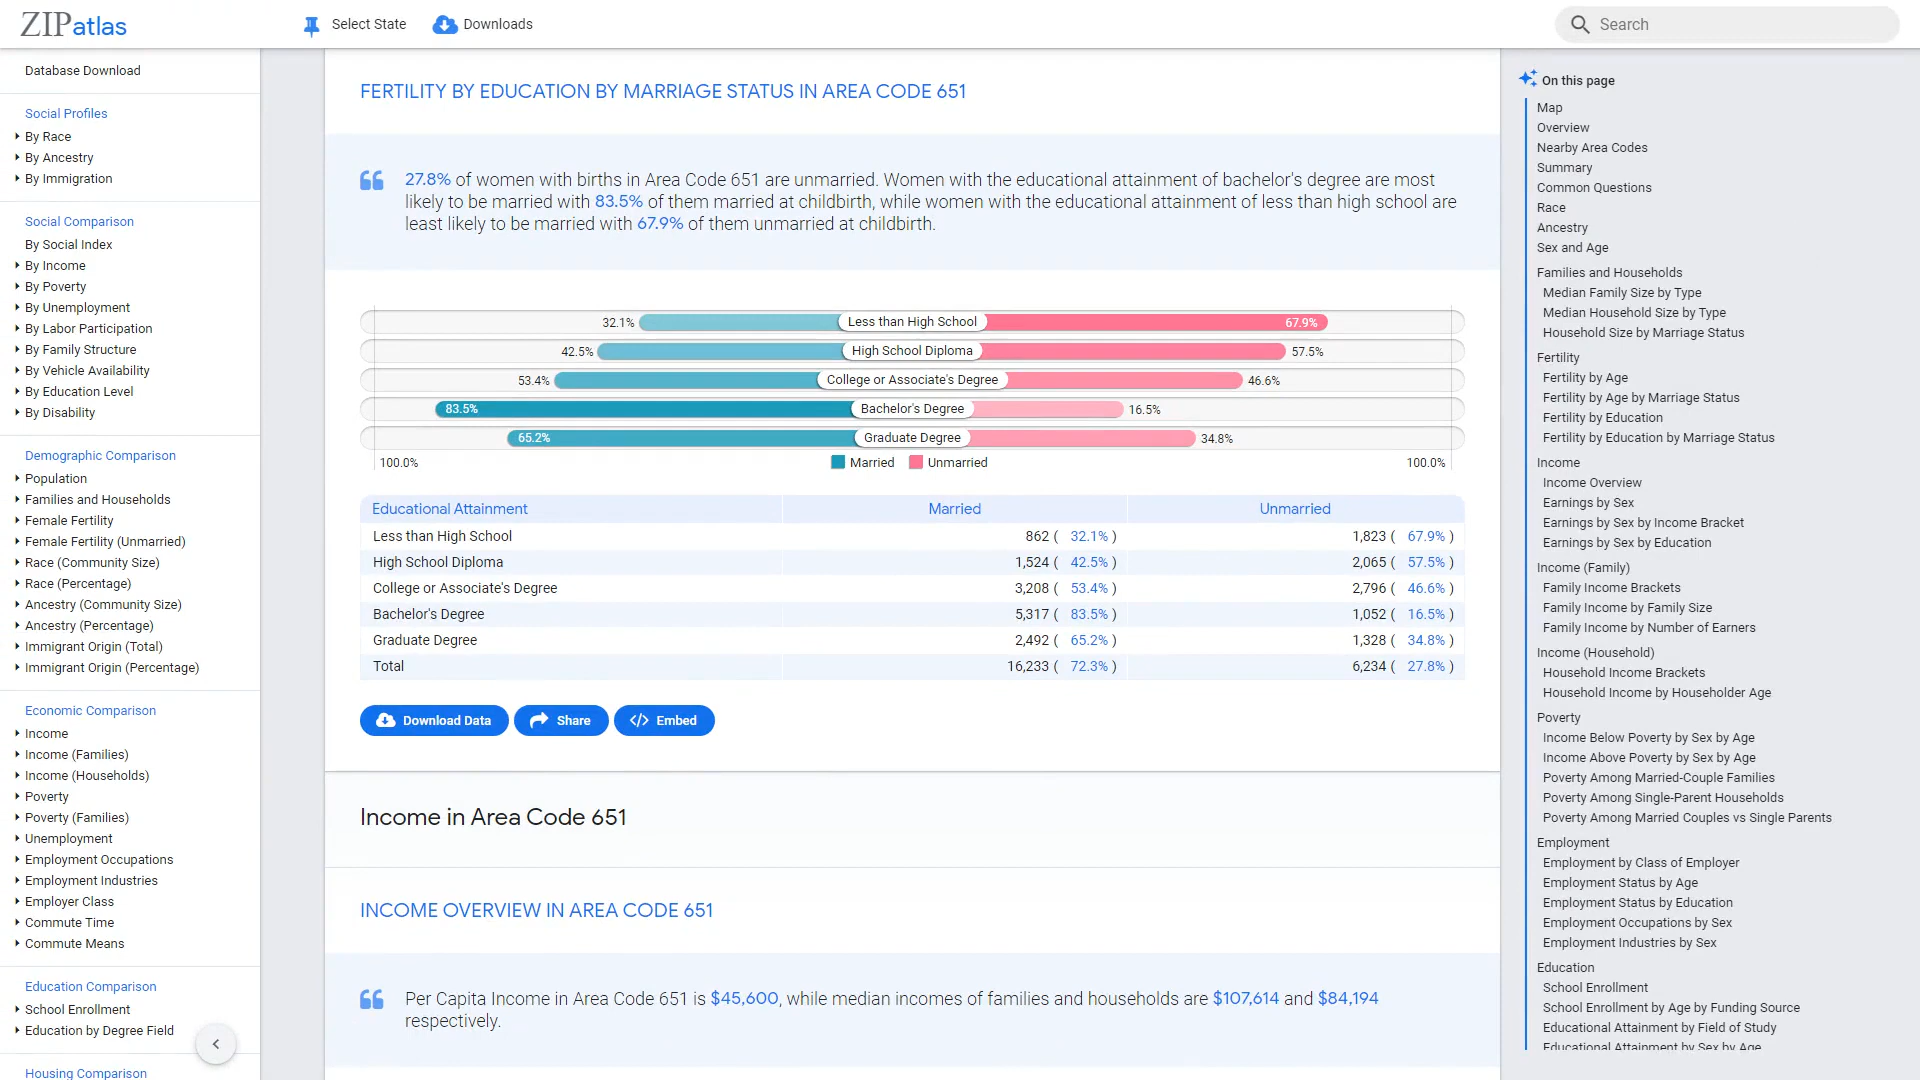 ZIPatlas
Select State
Downloads
Search
Database Download
Social Profiles
By Race
By Ancestry
By Immigration
Social Comparison
By Social Index
By Income
By Poverty
By Unemployment
By Labor Participation
By Family Structure
By Vehicle Availability
By Education Level
By Disability
Demographic Comparison
Population
Families and Households
Female Fertility
Female Fertility (Unmarried)
Race (Community Size)
Race (Percentage)
Ancestry (Community Size)
Ancestry (Percentage)
Immigrant Origin (Total)
Immigrant Origin (Percentage)
Economic Comparison
Income
Income (Families)
Income (Households)
Poverty
Poverty (Families)
Unemployment
Employment Occupations
Employment Industries
Employer Class
Commute Time
Commute Means
Education Comparison
School Enrollment
Education by Degree Field
Housing Comparison
FERTILITY BY EDUCATION BY MARRIAGE STATUS IN AREA CODE 651
27.8% of women with births in Area Code 651 are unmarried. Women with the educational attainment of bachelor's degree are most
likely to be married with 83.5% of them married at childbirth, while women with the educational attainment of less than high school are
least likely to be married with 67.9% of them unmarried at childbirth.
32.1% Less than High School 67.9%
42.5% High School Diploma 57.5%
53.4% College or Associate's Degree 46.6%
83.5% Bachelor's Degree 16.5%
65.2% Graduate Degree 34.8%
100.0% Married Unmarried 100.0%
Educational Attainment Married Unmarried
Less than High School 862 ( 32.1% ) 1,823 ( 67.9% )
High School Diploma 1,524 ( 42.5% ) 2,065 ( 57.5% )
College or Associate's Degree 3,208 ( 53.4% ) 2,796 ( 46.6% )
Bachelor's Degree 5,317 ( 83.5% ) 1,052 ( 16.5% )
Graduate Degree 2,492 ( 65.2% ) 1,328 ( 34.8% )
Total 16,233 ( 72.3% ) 6,234 ( 27.8% )
Download Data Share Embed
Income in Area Code 651
INCOME OVERVIEW IN AREA CODE 651
Per Capita Income in Area Code 651 is $45,600, while median incomes of families and households are $107,614 and $84,194
respectively.
On this page
Map
Overview
Nearby Area Codes
Summary
Common Questions
Race
Ancestry
Sex and Age
Families and Households
Median Family Size by Type
Median Household Size by Type
Household Size by Marriage Status
Fertility
Fertility by Age
Fertility by Age by Marriage Status
Fertility by Education
Fertility by Education by Marriage Status
Income
Income Overview
Earnings by Sex
Earnings by Sex by Income Bracket
Earnings by Sex by Education
Income (Family)
Family Income Brackets
Family Income by Family Size
Family Income by Number of Earners
Income (Household)
Household Income Brackets
Household Income by Householder Age
Poverty
Income Below Poverty by Sex by Age
Income Above Poverty by Sex by Age
Poverty Among Married-Couple Families
Poverty Among Single-Parent Households
Poverty Among Married Couples vs Single Parents
Employment
Employment by Class of Employer
Employment Status by Age
Employment Status by Education
Employment Occupations by Sex
Employment Industries by Sex
Education
School Enrollment
School Enrollment by Age by Funding Source
Educational Attainment by Field of Study
Educational Attainment by Sex by Age